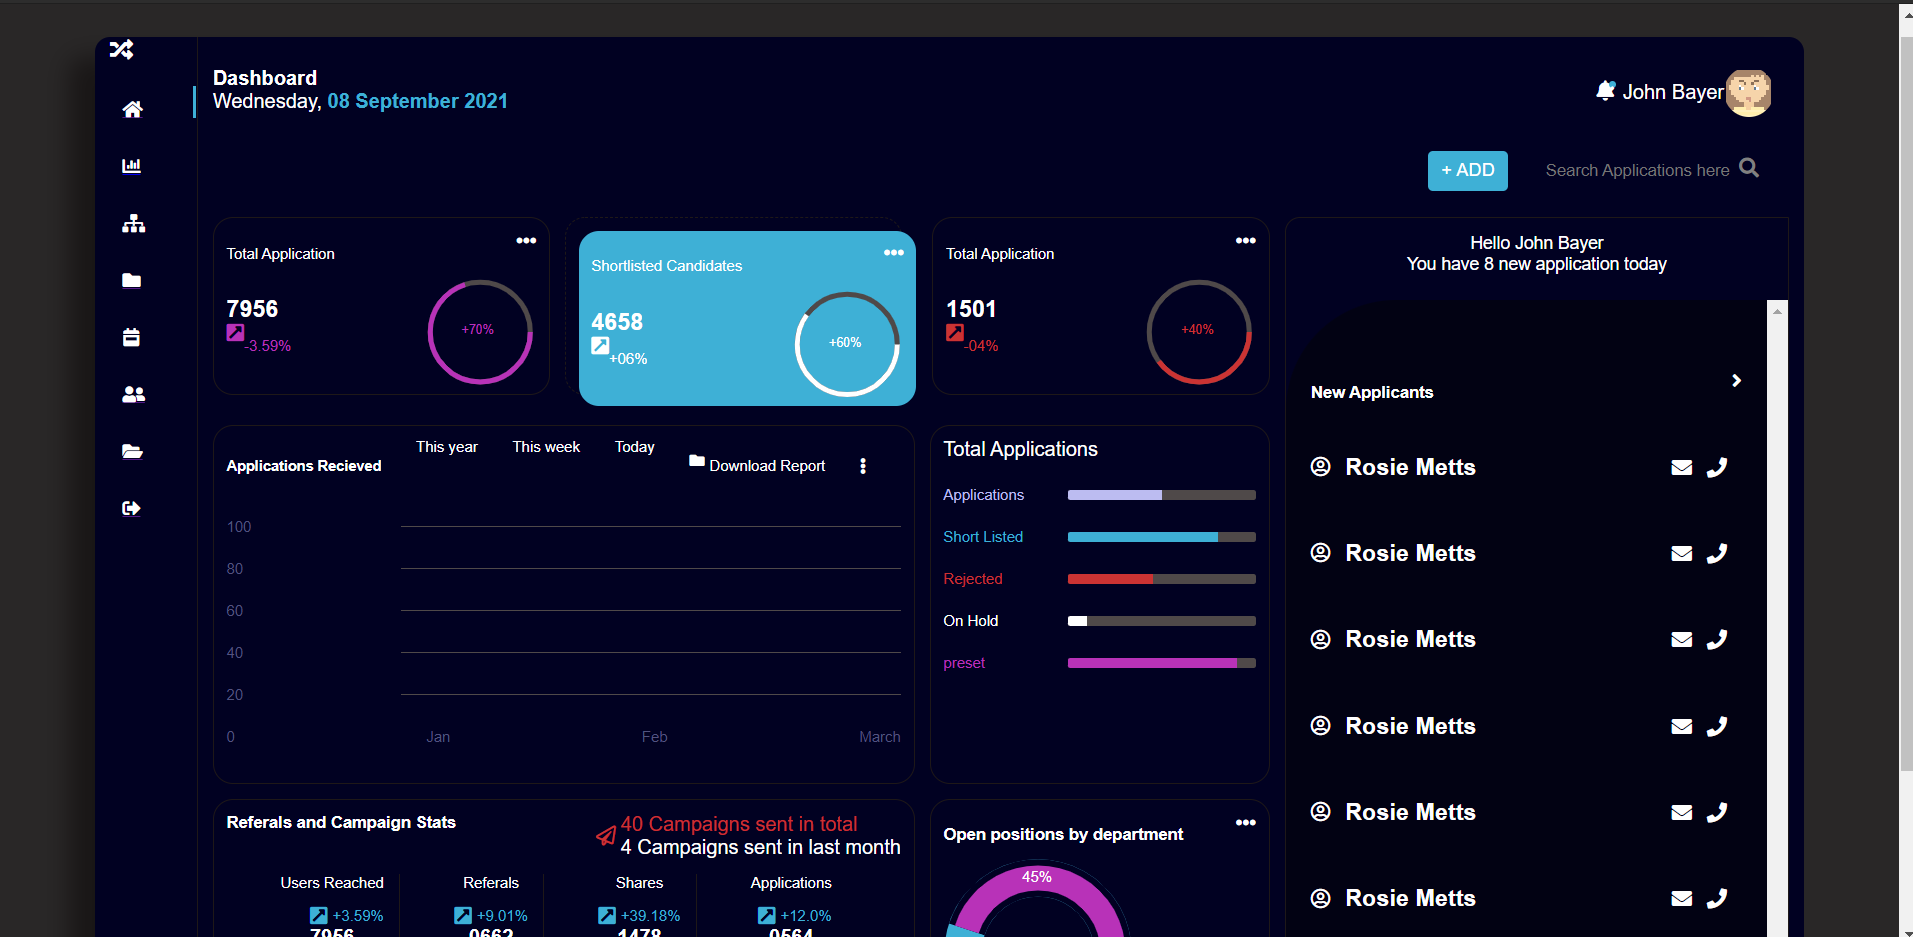 Dashboard
Wednesday, 08 September 2021
John Bayer
+ ADD
Search Applications here
Total Application
7956
-3.59%
+70%
Shortlisted Candidates
4658
+06%
+60%
Total Application
1501
-04%
+40%
Hello John Bayer
You have 8 new application today
New Applicants
Rosie Metts
Rosie Metts
Rosie Metts
Rosie Metts
Rosie Metts
Rosie Metts
Applications Recieved
This year
This week
Today
Download Report
100
80
60
40
20
0
Jan
Feb
March
Total Applications
Applications
Short Listed
Rejected
On Hold
preset
Referals and Campaign Stats
40 Campaigns sent in total
4 Campaigns sent in last month
Users Reached
Referals
Shares
Applications
+3.59%
+9.01%
+39.18%
+12.0%
7956
0662
1478
0564
Open positions by department
45%